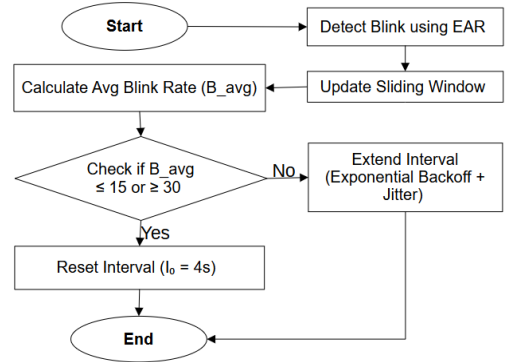 Start
Detect Blink using EAR
Update Sliding Window
Calculate Avg Blink Rate (B_avg)
Check if B_avg
≤ 15 or ≥ 30
No
Extend Interval
(Exponential Backoff +
Jitter)
Yes
Reset Interval (I₀ = 4s)
End